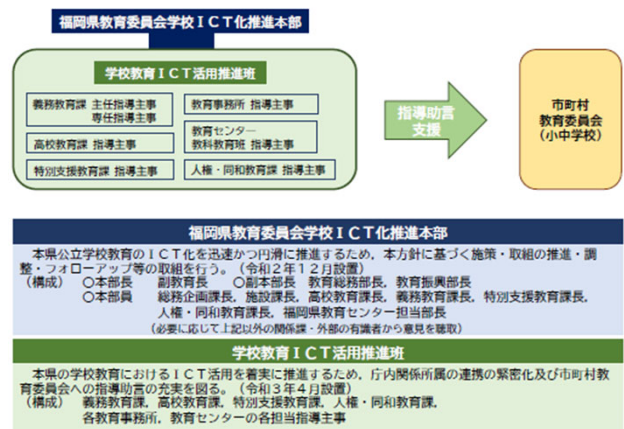 福岡県教育委員会学校ＩＣＴ化推進本部
学校教育ＩＣＴ活用推進班
義務教育課 主任指導主事
専任指導主事
高校教育課 指導主事
特別支援教育課 指導主事
教育事務所 指導主事
教育センター
教科教育班 指導主事
人権・同和教育課 指導主事
指導助言
支援
市町村
教育委員会
（小中学校）
福岡県教育委員会学校ＩＣＴ化推進本部
本県公立学校教育のＩＣＴ化を迅速かつ円滑に推進するため，本方針に基づく施策・取組の推進・調
整・フォローアップ等の取組を行う。（令和２年１２月設置）
（構成）　○本部長　　副教育長　○副本部長　教育総務部長，教育振興部長
○本部員　　総務企画課長，施設課長，高校教育課長，義務教育課長，特別支援教育課長，
人権・同和教育課長，福岡県教育センター担当部長
（必要に応じて上記以外の関係課・外部の有識者から意見を聴取）
学校教育ＩＣＴ活用推進班
本県の学校教育におけるＩＣＴ活用を着実に推進するため，庁内関係所属の連携の緊密化及び市町村教
育委員会への指導助言の充実を図る。（令和３年４月設置）
（構成）　義務教育課，高校教育課，特別支援教育課，人権・同和教育課，
各教育事務所，教育センターの各担当指導主事